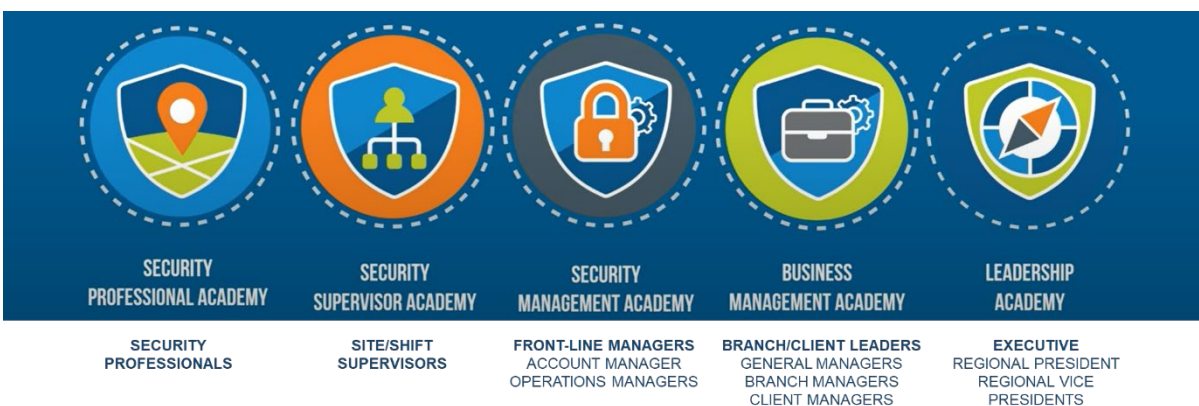 SECURITY
PROFESSIONAL ACADEMY
SECURITY
SUPERVISOR ACADEMY
SECURITY
MANAGEMENT ACADEMY
BUSINESS
MANAGEMENT ACADEMY
LEADERSHIP
ACADEMY
SECURITY
PROFESSIONALS
SITE/SHIFT
SUPERVISORS
FRONT-LINE MANAGERS
ACCOUNT MANAGER
OPERATIONS MANAGERS
BRANCH/CLIENT LEADERS
GENERAL MANAGERS
BRANCH MANAGERS
CLIENT MANAGERS
EXECUTIVE
REGIONAL PRESIDENT
REGIONAL VICE
PRESIDENTS